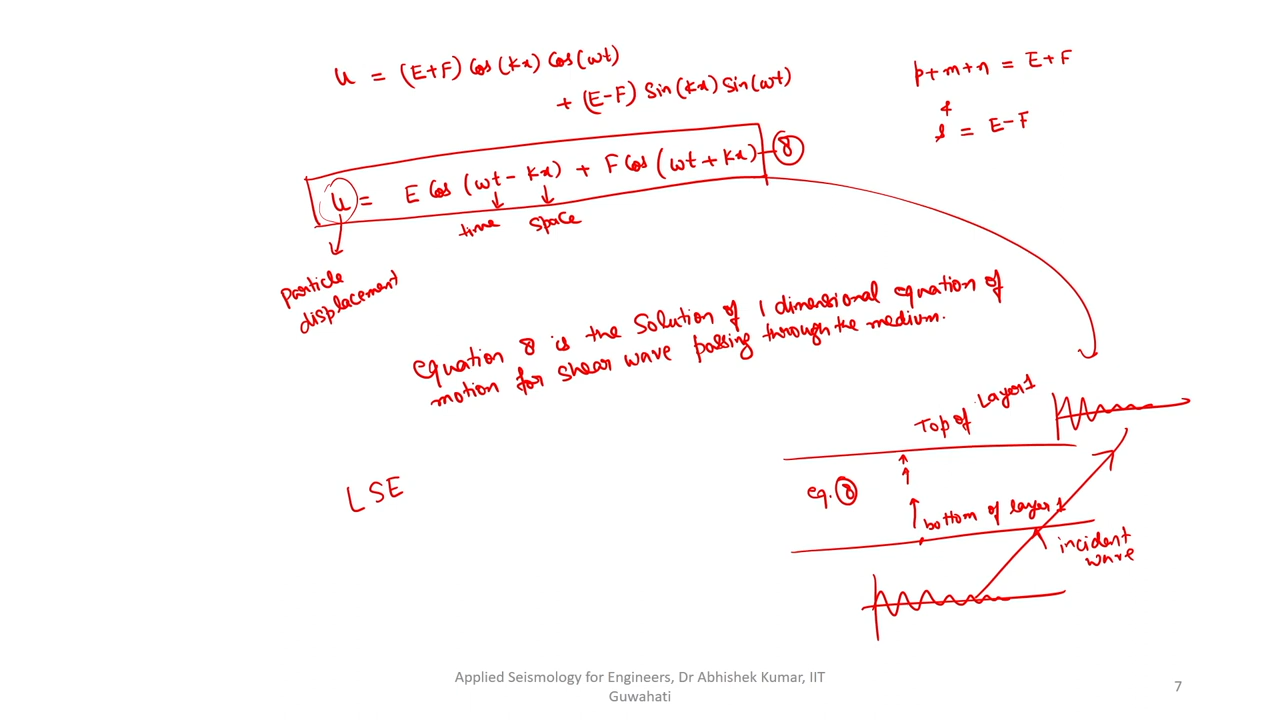 u = (E+F) Cos(kx) Cos(ωt)
+ (E-F) Sin(kx) Sin(ωt)
p+m+n = E+F
&
s = E-F
u = E Cos (ωt - kx) + F Cos (ωt + kx) - ⑧
time space
Particle
displacement
equation 8 is the Solution of 1 dimensional equation of
motion for shear wave passing through the medium.
Top of Layer 1
eq. ⑧
bottom of layer 1
incident
wave
LSE
Applied Seismology for Engineers, Dr Abhishek Kumar, IIT
Guwahati
7